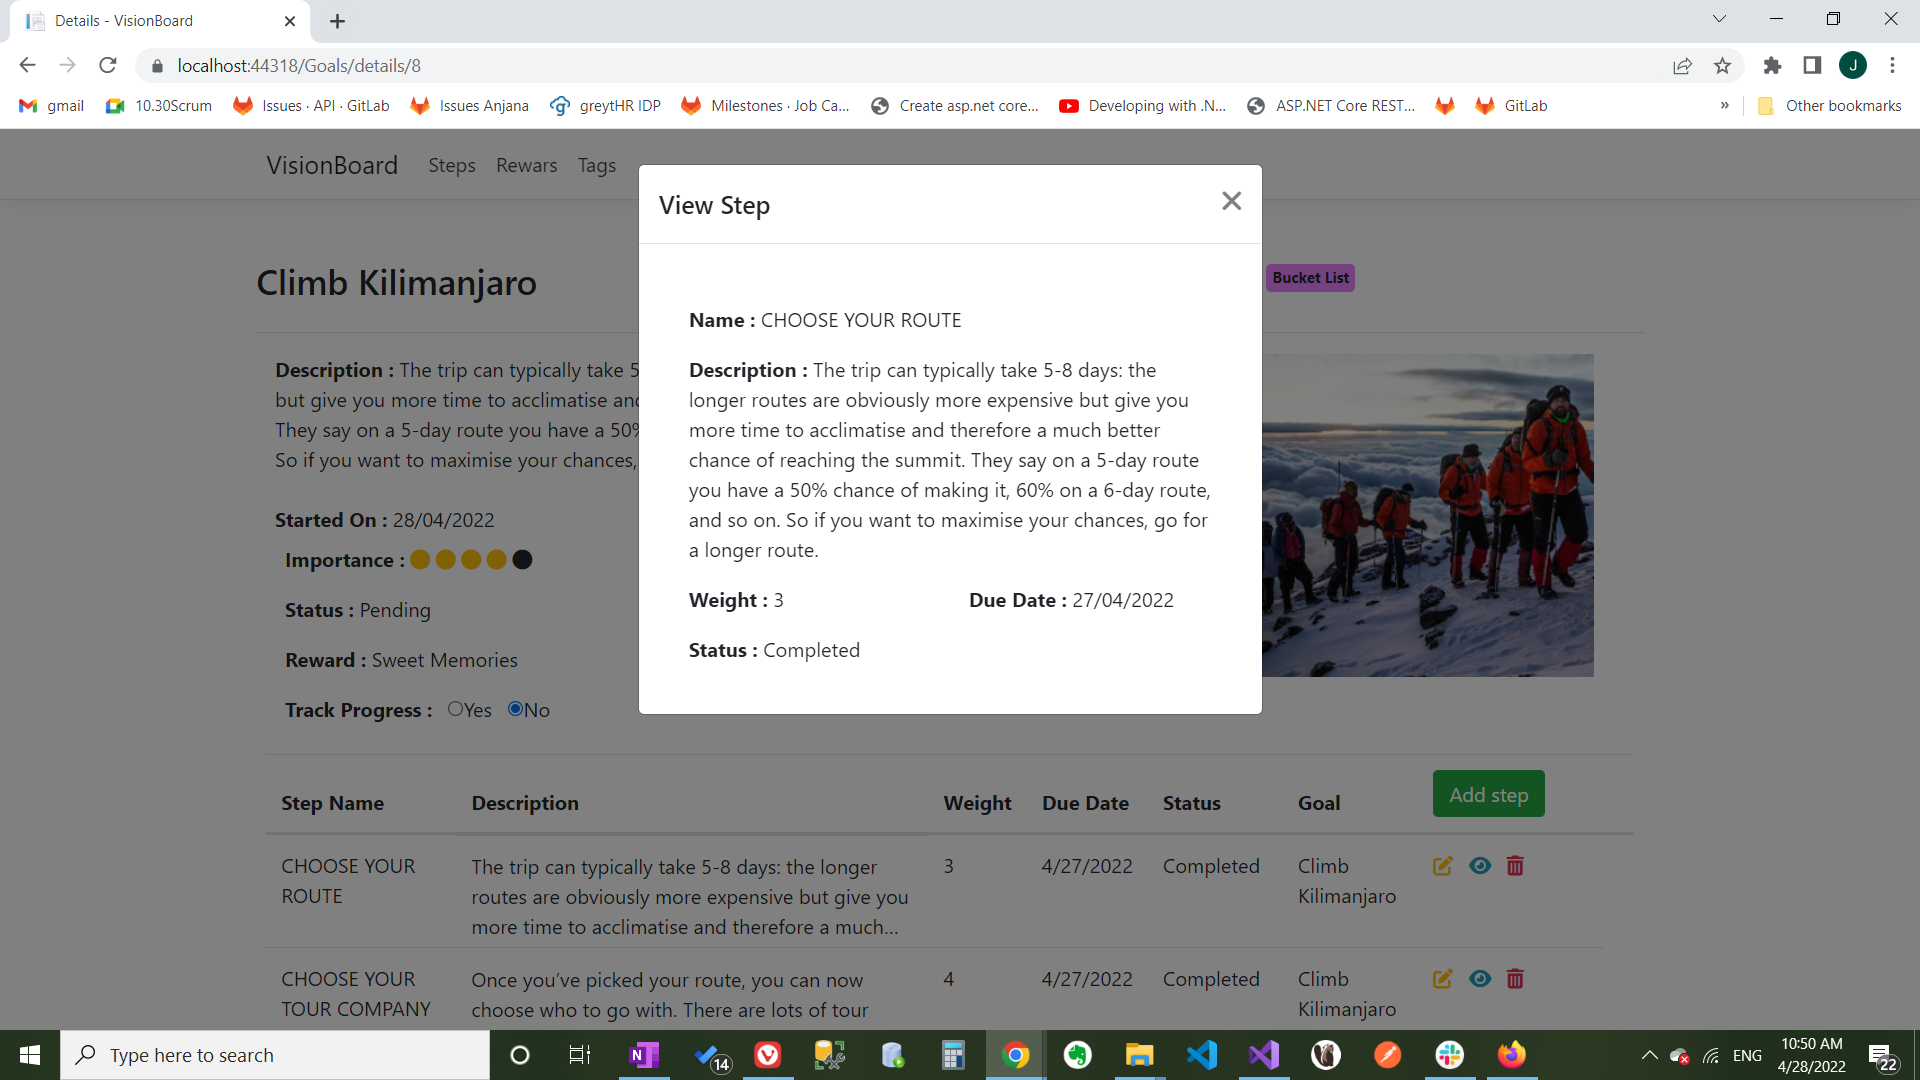 Details - VisionBoard
localhost:44318/Goals/details/8
J
gmail
10.30Scrum
Issues · API · GitLab
Issues Anjana
greytHR IDP
Milestones · Job Ca...
Create asp.net core...
Developing with .N...
ASP.NET Core REST...
GitLab
»
Other bookmarks
VisionBoard
Steps
Rewars
Tags
View Step
Name : CHOOSE YOUR ROUTE
Description : The trip can typically take 5-8 days: the
longer routes are obviously more expensive but give you
more time to acclimatise and therefore a much better
chance of reaching the summit. They say on a 5-day route
you have a 50% chance of making it, 60% on a 6-day route,
and so on. So if you want to maximise your chances, go for
a longer route.
Weight : 3
Due Date : 27/04/2022
Status : Completed
Climb Kilimanjaro
Bucket List
Description : The trip can typically take 5
but give you more time to acclimatise and
They say on a 5-day route you have a 50%
So if you want to maximise your chances,
Started On : 28/04/2022
Importance :
Status : Pending
Reward : Sweet Memories
Track Progress : Yes No
Step Name Description Weight Due Date Status Goal Add step
CHOOSE YOUR
ROUTE
The trip can typically take 5-8 days: the longer
routes are obviously more expensive but give you
more time to acclimatise and therefore a much...
3
4/27/2022
Completed
Climb
Kilimanjaro
CHOOSE YOUR
TOUR COMPANY
Once you've picked your route, you can now
choose who to go with. There are lots of tour
4
4/27/2022
Completed
Climb
Kilimanjaro
Type here to search
N
14
ENG
10:50 AM
4/28/2022
22